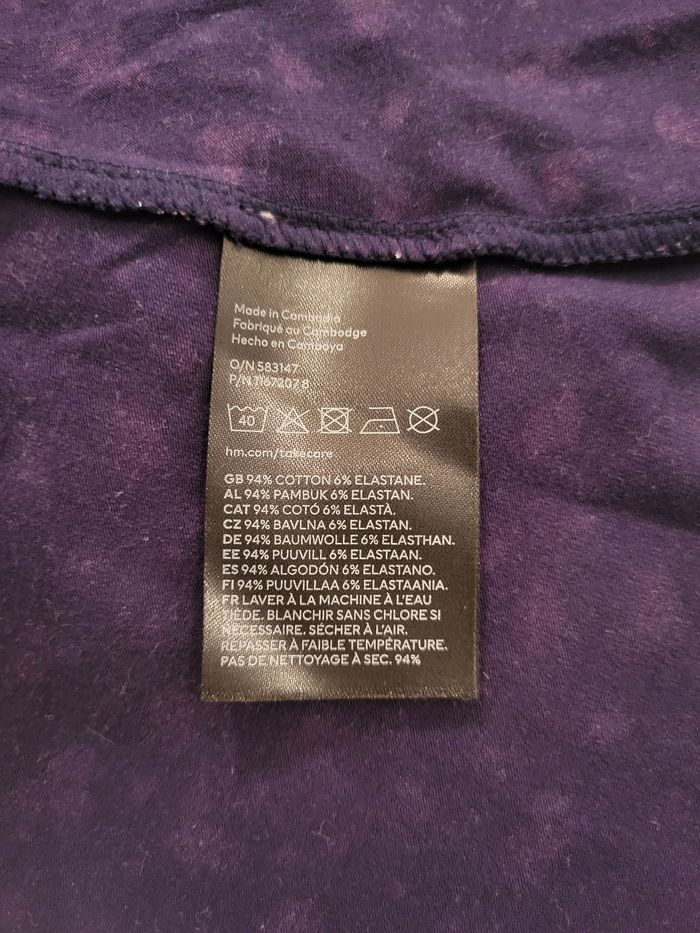 Made in Cambodia
Fabriqué au Cambodge
Hecho en Camboya
O/N 583147
P/N 1167207 8
40
hm.com/takecare
GB 94% COTTON 6% ELASTANE.
AL 94% PAMBUK 6% ELASTAN.
CAT 94% COTÓ 6% ELASTÀ.
CZ 94% BAVLNA 6% ELASTAN.
DE 94% BAUMWOLLE 6% ELASTHAN.
EE 94% PUUVILL 6% ELASTAAN.
ES 94% ALGODÓN 6% ELASTANO.
FI 94% PUUVILLAA 6% ELASTAANIA.
FR LAVER À LA MACHINE À L'EAU
TIÈDE. BLANCHIR SANS CHLORE SI
NÉCESSAIRE. SÉCHER À L'AIR.
REPASSER À FAIBLE TEMPÉRATURE.
PAS DE NETTOYAGE À SEC. 94%